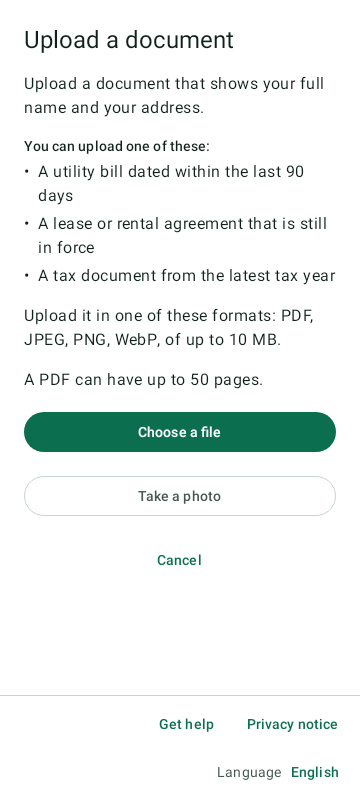 Upload a document
Upload a document that shows your full
name and your address.
You can upload one of these:
• A utility bill dated within the last 90
days
• A lease or rental agreement that is still
in force
• A tax document from the latest tax year
Upload it in one of these formats: PDF,
JPEG, PNG, WebP, of up to 10 MB.
A PDF can have up to 50 pages.
Choose a file
Take a photo
Cancel
Get help Privacy notice
Language English